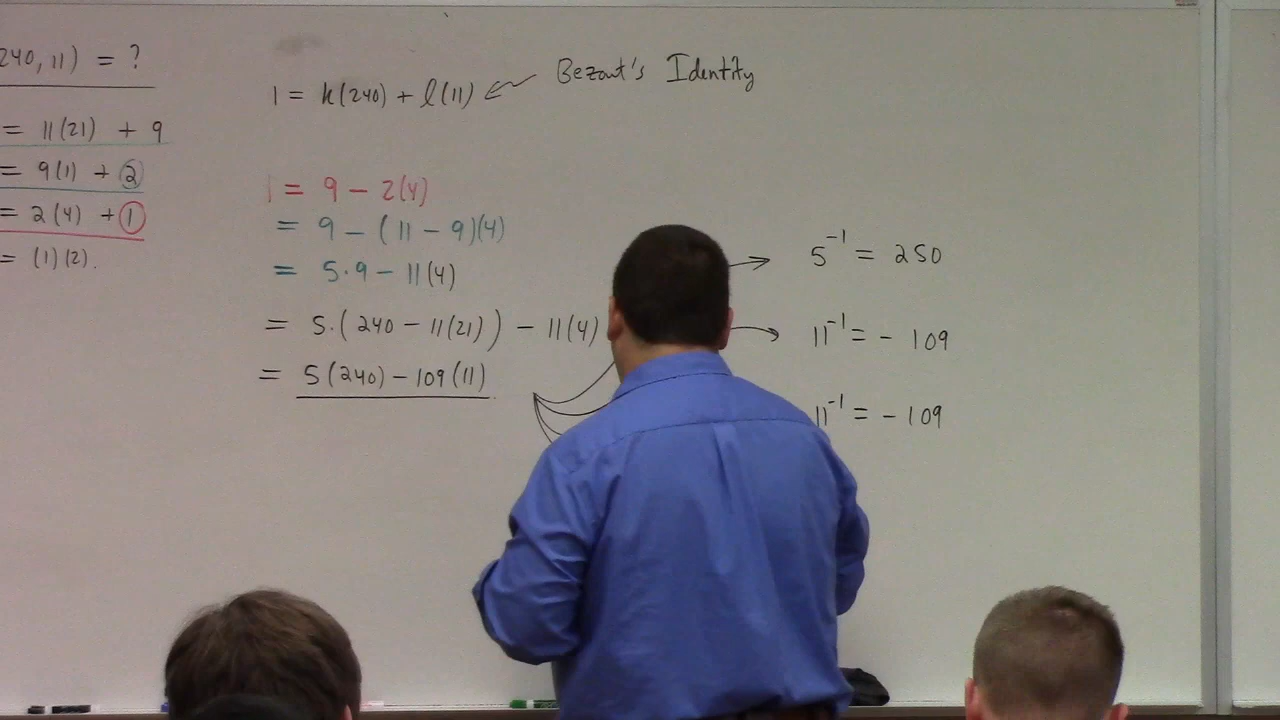 240, 11) = ?
= 11(21) + 9
= 9(1) + 2
= 2(4) + 1
= (1)(2).
1 = k(240) + l(11)
Bezout's Identity
1 = 9 - 2(4)
= 9 - (11 - 9)(4)
= 5·9 - 11(4)
= 5·(240 - 11(21)) - 11(4)
= 5(240) - 109(11)
5⁻¹ = 250
11⁻¹ = - 109
11⁻¹ = - 109